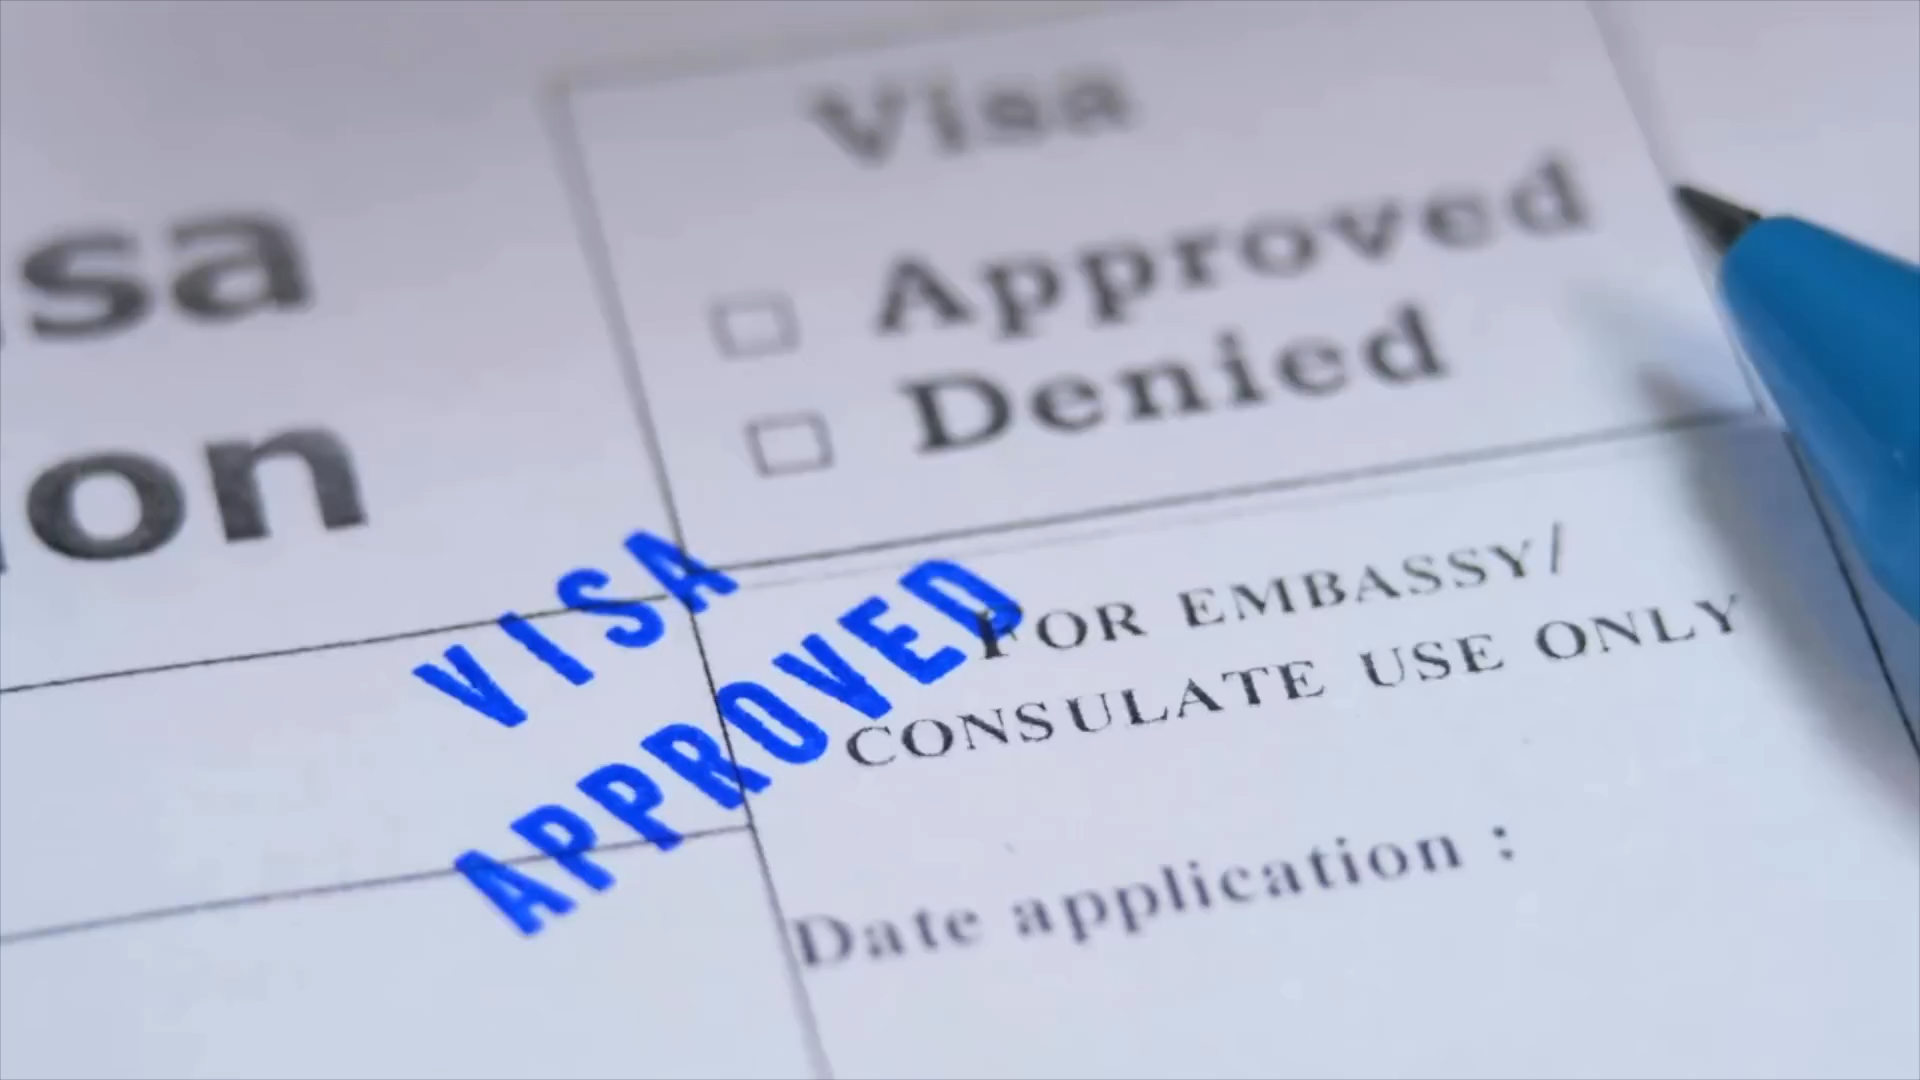 sa
on
Visa
Approved
Denied
VISA
APPROVED
FOR EMBASSY/
CONSULATE USE ONLY
Date application :